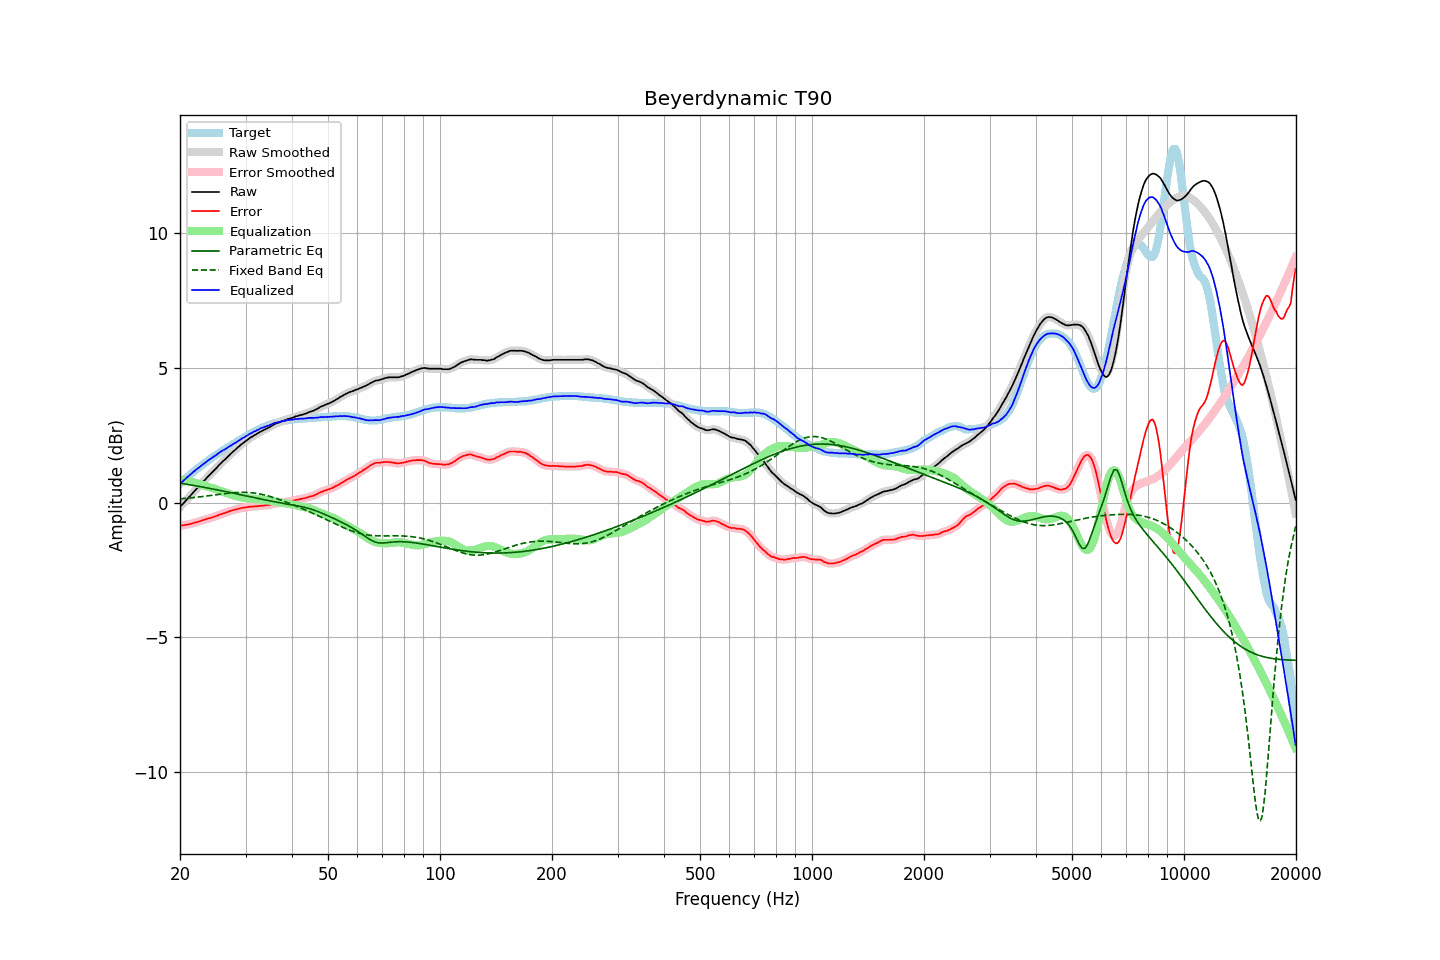 Beyerdynamic T90
Target
Raw Smoothed
Error Smoothed
Raw
Error
Equalization
Parametric Eq
Fixed Band Eq
Equalized
Amplitude (dBr)
10
5
0
−5
−10
20
50
100
200
500
1000
2000
5000
10000
20000
Frequency (Hz)